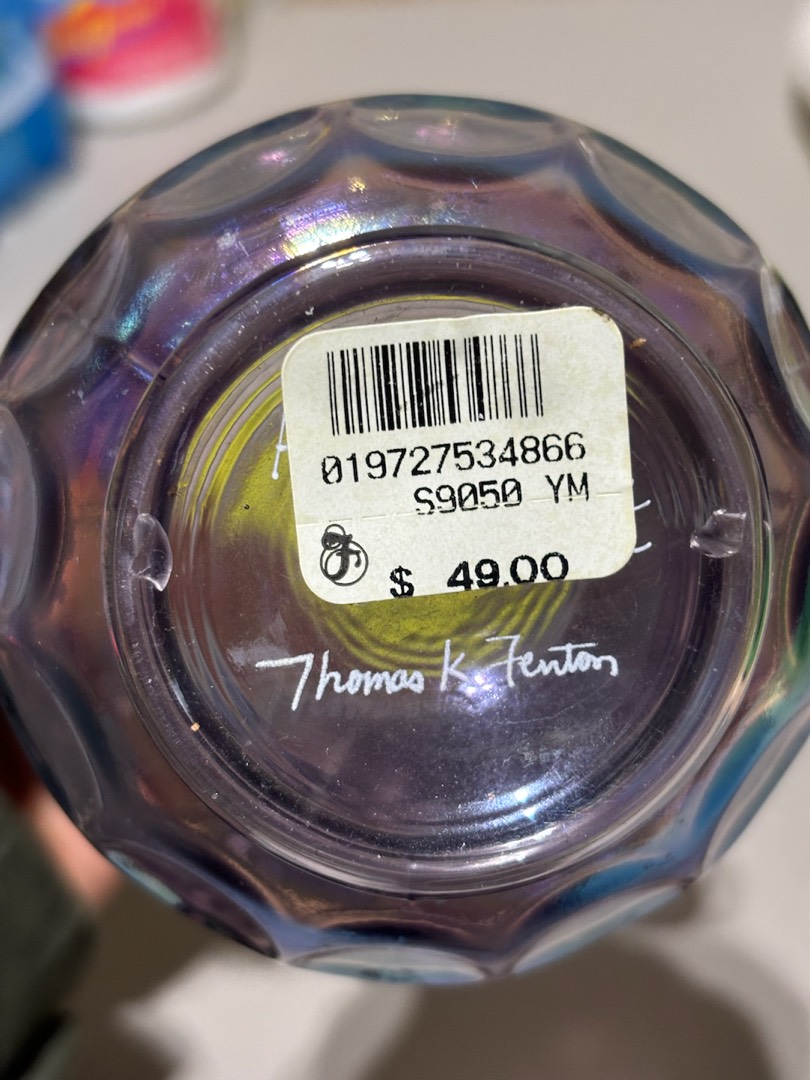 019727534866
S9050 YM
F
$ 49.00
Thomas K Fenton